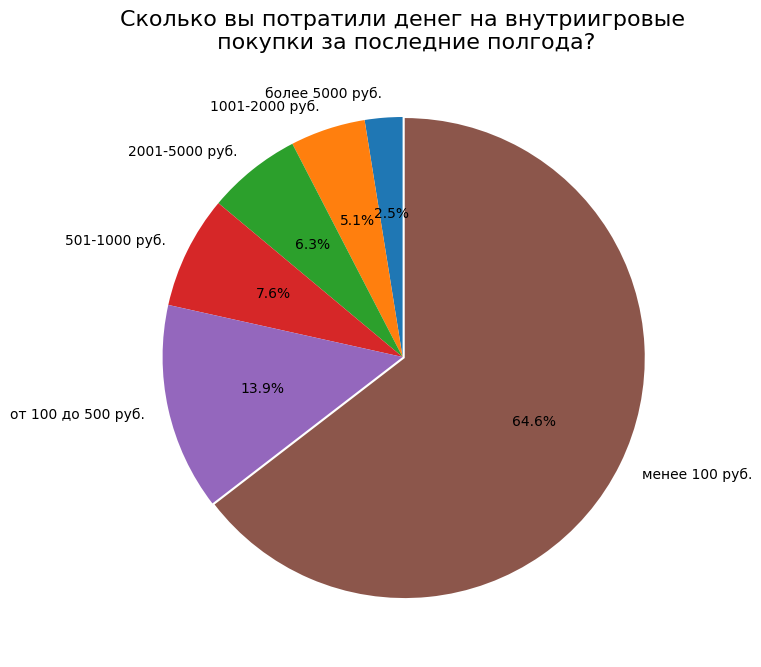 Сколько вы потратили денег на внутриигровые
покупки за последние полгода?
более 5000 руб.
1001-2000 руб.
2001-5000 руб.
501-1000 руб.
от 100 до 500 руб.
менее 100 руб.
2.5%
5.1%
6.3%
7.6%
13.9%
64.6%